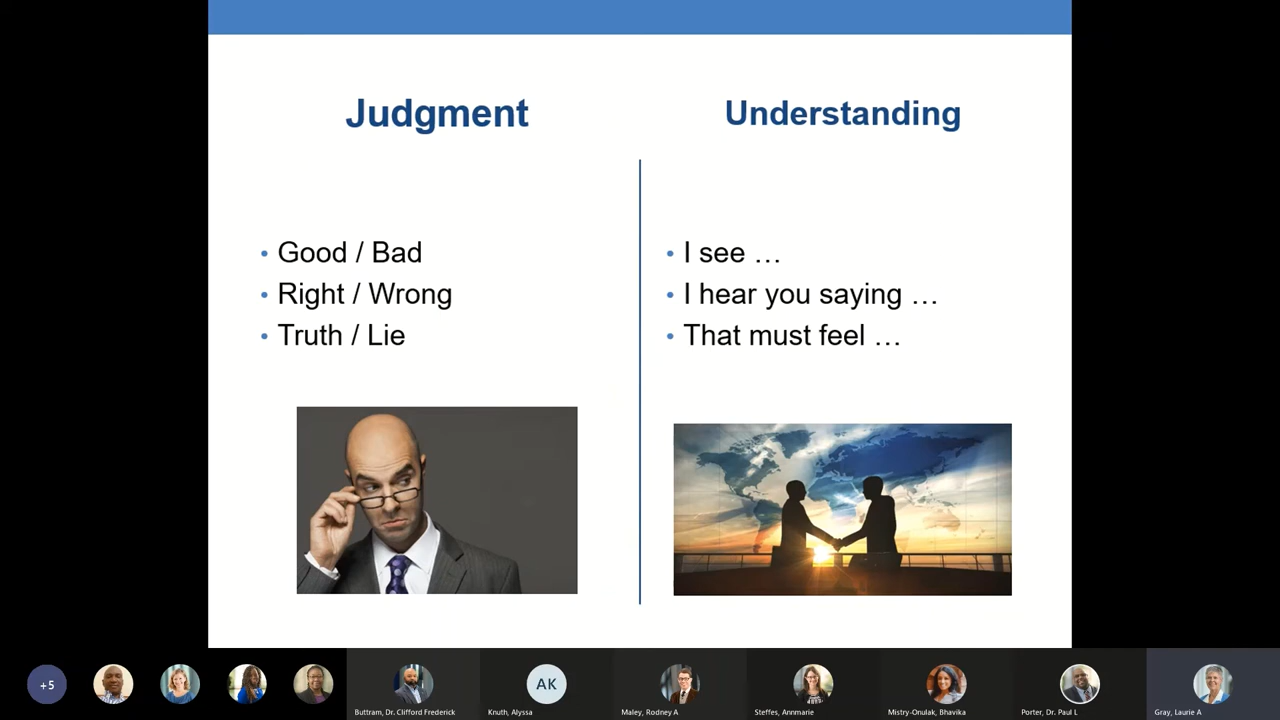 Judgment
Understanding
• Good / Bad
• Right / Wrong
• Truth / Lie
• I see …
• I hear you saying …
• That must feel …
+5
AK
Buttram, Dr. Clifford Frederick
Knuth, Alyssa
Maley, Rodney A
Steffes, Annmarie
Mistry-Onulak, Bhavika
Porter, Dr. Paul L
Gray, Laurie A